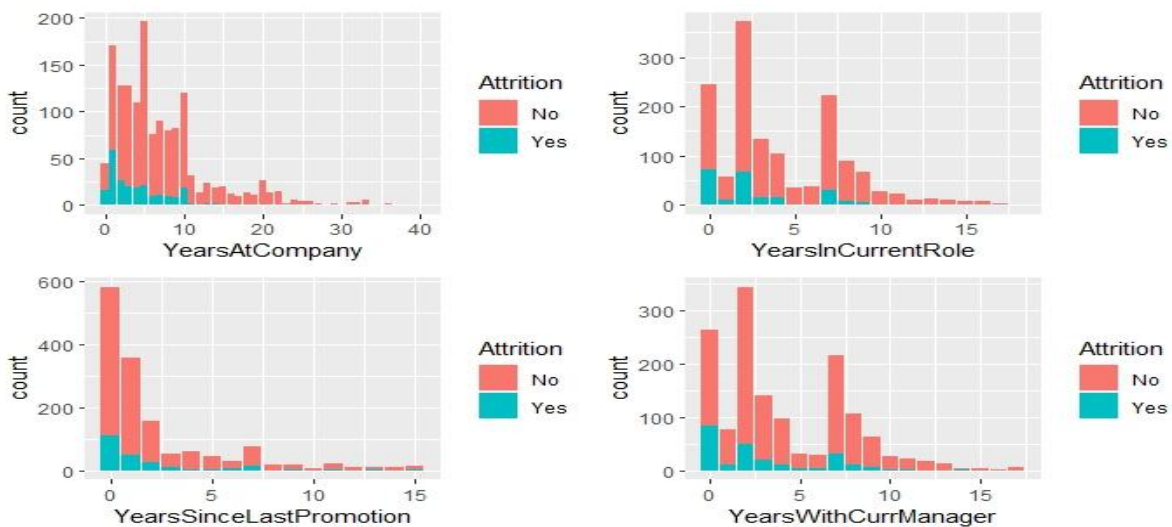 200
150
100
50
0
count
0 10 20 30 40
YearsAtCompany
Attrition
No
Yes
300
200
100
0
count
0 5 10 15
YearsInCurrentRole
Attrition
No
Yes
600
400
200
0
count
0 5 10 15
YearsSinceLastPromotion
Attrition
No
Yes
300
200
100
0
count
0 5 10 15
YearsWithCurrManager
Attrition
No
Yes